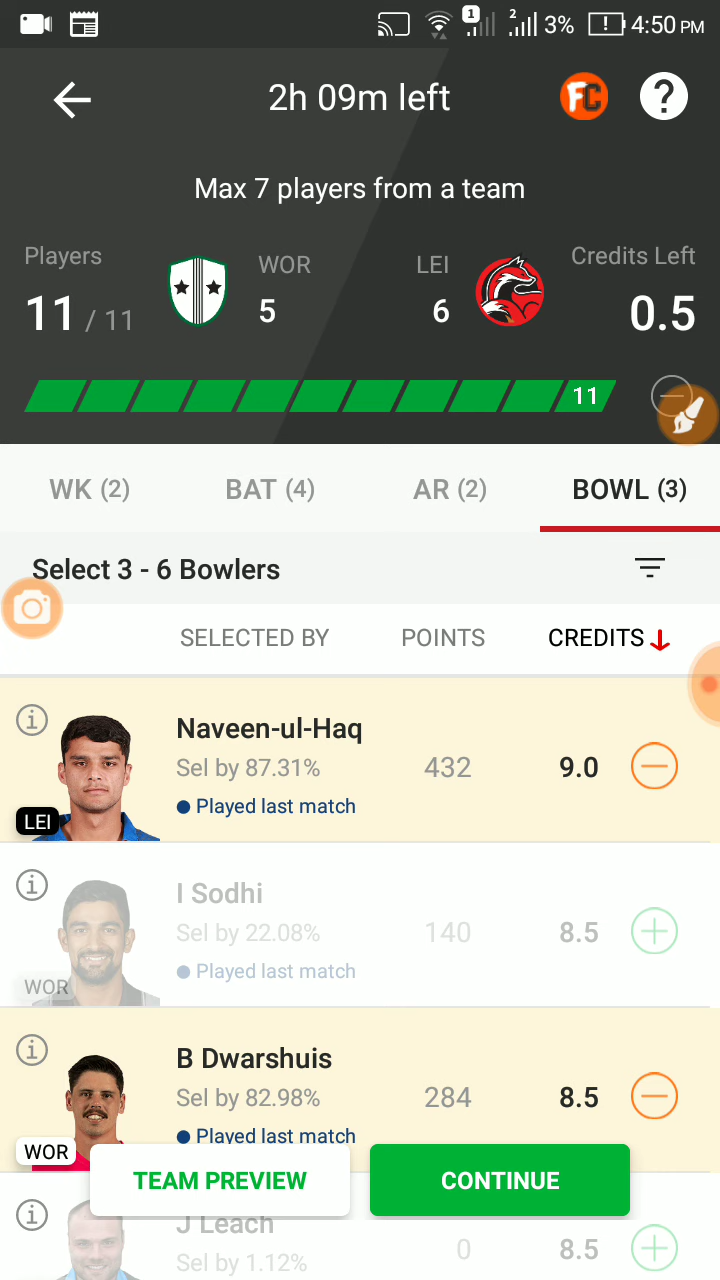 1 2 3% 4:50 PM
2h 09m left FC ?
Max 7 players from a team
Players WOR LEI Credits Left
11 / 11 5 6 0.5
11
WK (2) BAT (4) AR (2) BOWL (3)
Select 3 - 6 Bowlers
SELECTED BY POINTS CREDITS
Naveen-ul-Haq
Sel by 87.31% 432 9.0
Played last match
LEI
I Sodhi
Sel by 22.08% 140 8.5
Played last match
WOR
B Dwarshuis
Sel by 82.98% 284 8.5
Played last match
WOR
TEAM PREVIEW CONTINUE
J Leach
Sel by 1.12% 0 8.5